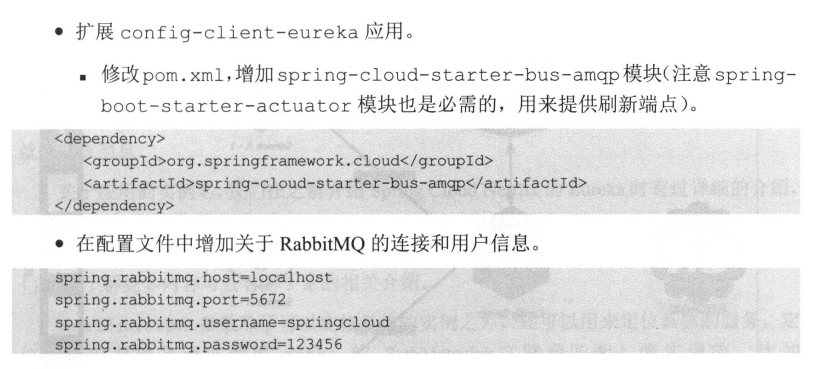 • 扩展 config-client-eureka 应用。
▪ 修改pom.xml,增加spring-cloud-starter-bus-amqp模块(注意spring-
boot-starter-actuator 模块也是必需的，用来提供刷新端点)。
<dependency>
<groupId>org.springframework.cloud</groupId>
<artifactId>spring-cloud-starter-bus-amqp</artifactId>
</dependency>
• 在配置文件中增加关于 RabbitMQ 的连接和用户信息。
spring.rabbitmq.host=localhost
spring.rabbitmq.port=5672
spring.rabbitmq.username=springcloud
spring.rabbitmq.password=123456